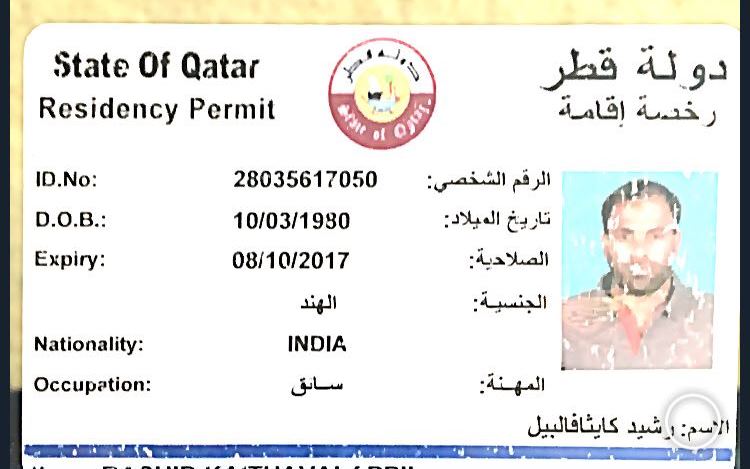 State Of Qatar دولة قطر
Residency Permit رخصة إقامة
دولة قطر
State of Qatar
ID.No: 28035617050 الرقم الشخصي:
D.O.B.: 10/03/1980 تاريخ الميلاد:
Expiry: 08/10/2017 الصلاحية:
الهند الجنسية:
Nationality: INDIA
Occupation: سائق المهنة:
الاسم: رشيد كايثافالبيل